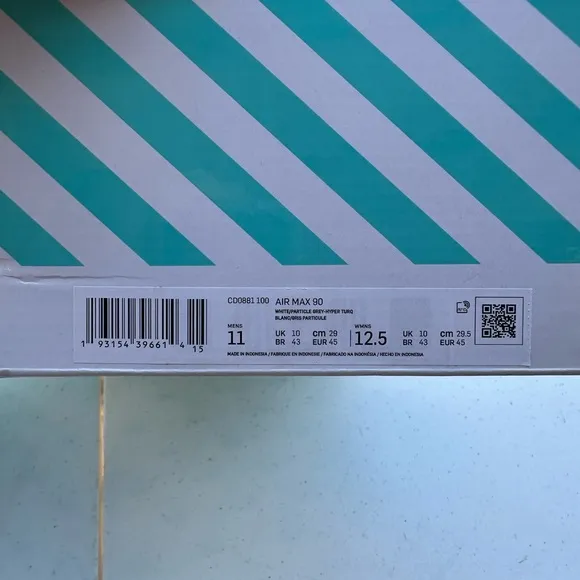 CD0881 100 AIR MAX 90
WHITE/PARTICLE GREY-HYPER TURQ
BLANC/GRIS PARTICULE
MENS
11
UK 10 cm 29
BR 43 EUR 45
WMNS
12.5
UK 10 cm 29.5
BR 43 EUR 45
1 93154 39661 4 15
MADE IN INDONESIA / FABRIQUE EN INDONESIE / FABRICADO NA INDONÉSIA / HECHO EN INDONESIA